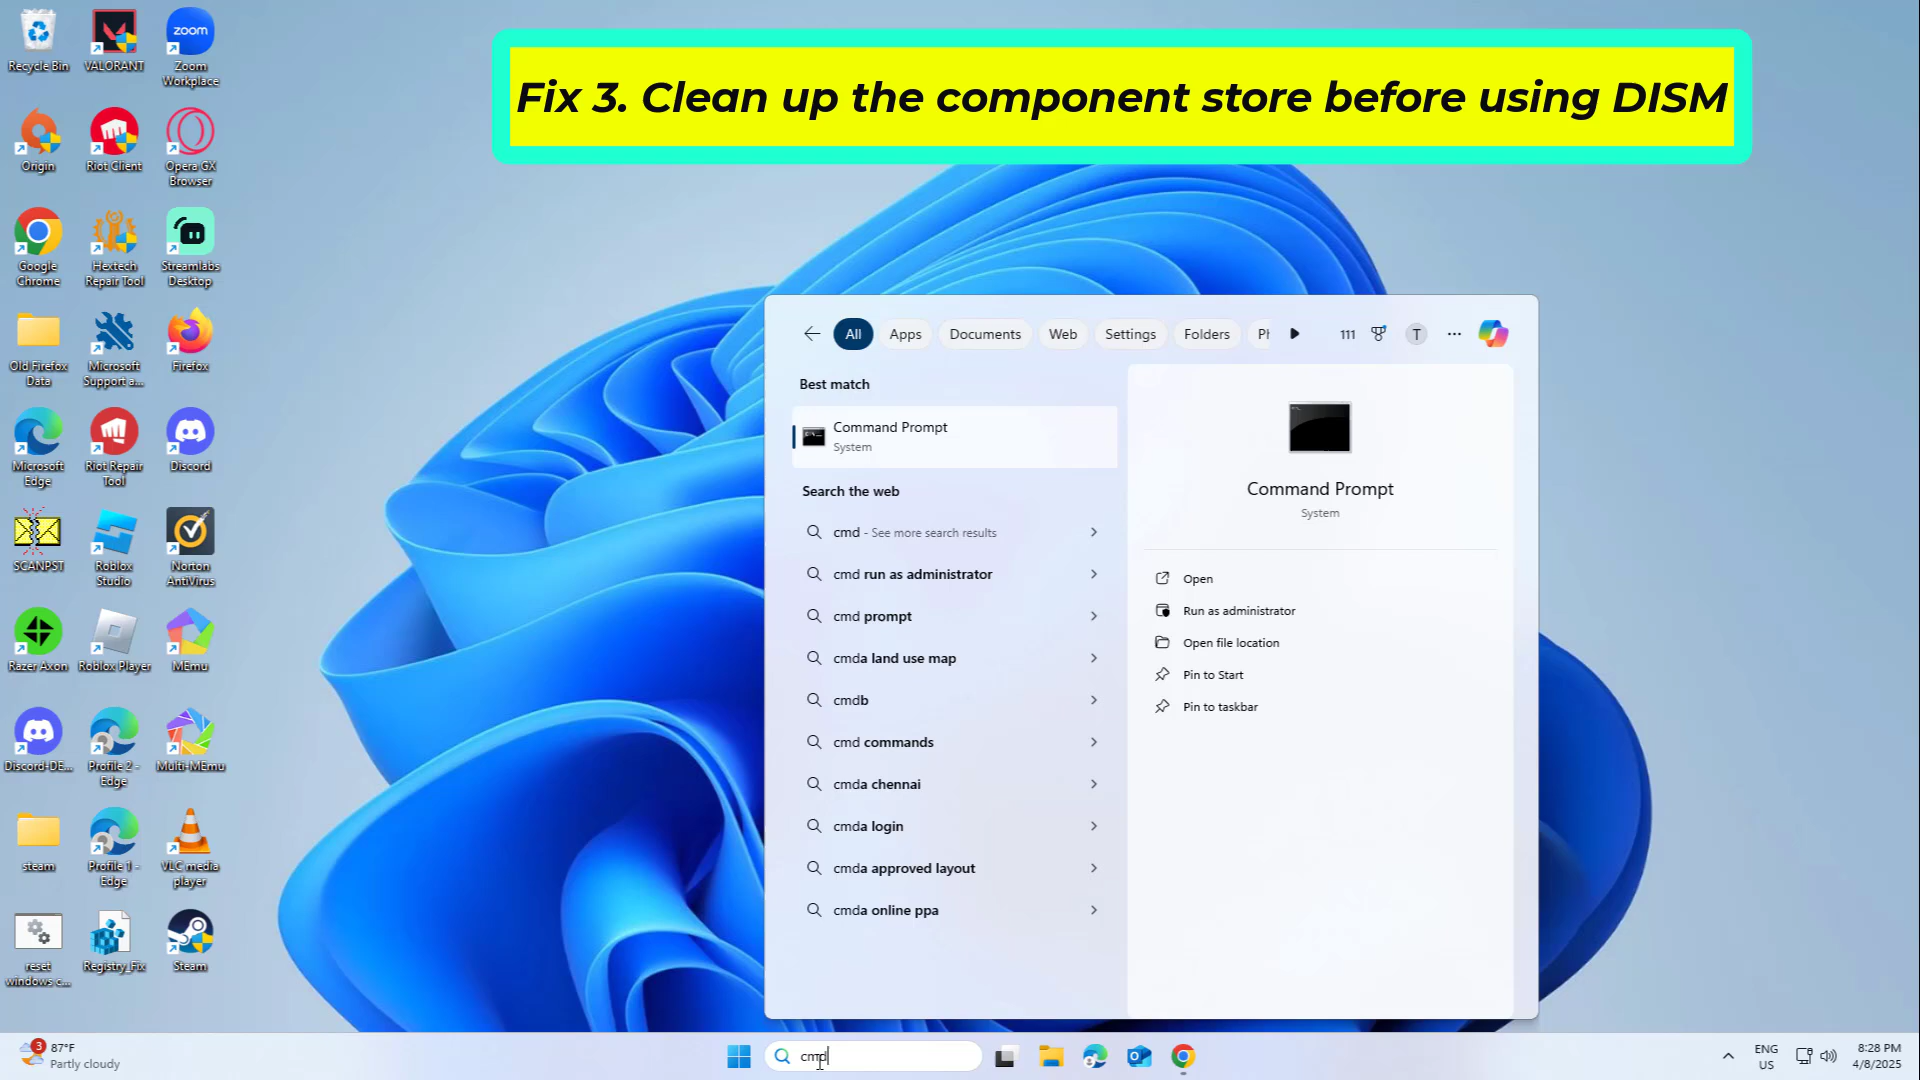 Fix 3. Clean up the component store before using DISM
Recycle Bin
VALORANT
zoom
Zoom
Workplace
Origin
Riot Client
Opera GX
Browser
Google
Chrome
Hextech
Repair Tool
Streamlabs
Desktop
Old Firefox
Data
Microsoft
Support a...
Firefox
Microsoft
Edge
Riot Repair
Tool
Discord
SCANPST
Roblox
Studio
Norton
AntiVirus
Razer Axon
Roblox Player
MEmu
Discord-DE...
Profile 2 -
Edge
Multi-MEmu
steam
Profile 1 -
Edge
VLC media
player
reset
windows c...
Registry_Fix
Steam
All
Apps
Documents
Web
Settings
Folders
Ph
111
T
Best match
Command Prompt
System
Search the web
cmd - See more search results
cmd run as administrator
cmd prompt
cmda land use map
cmdb
cmd commands
cmda chennai
cmda login
cmda approved layout
cmda online ppa
Command Prompt
System
Open
Run as administrator
Open file location
Pin to Start
Pin to taskbar
3
87°F
Partly cloudy
cmd
ENG
US
8:28 PM
4/8/2025